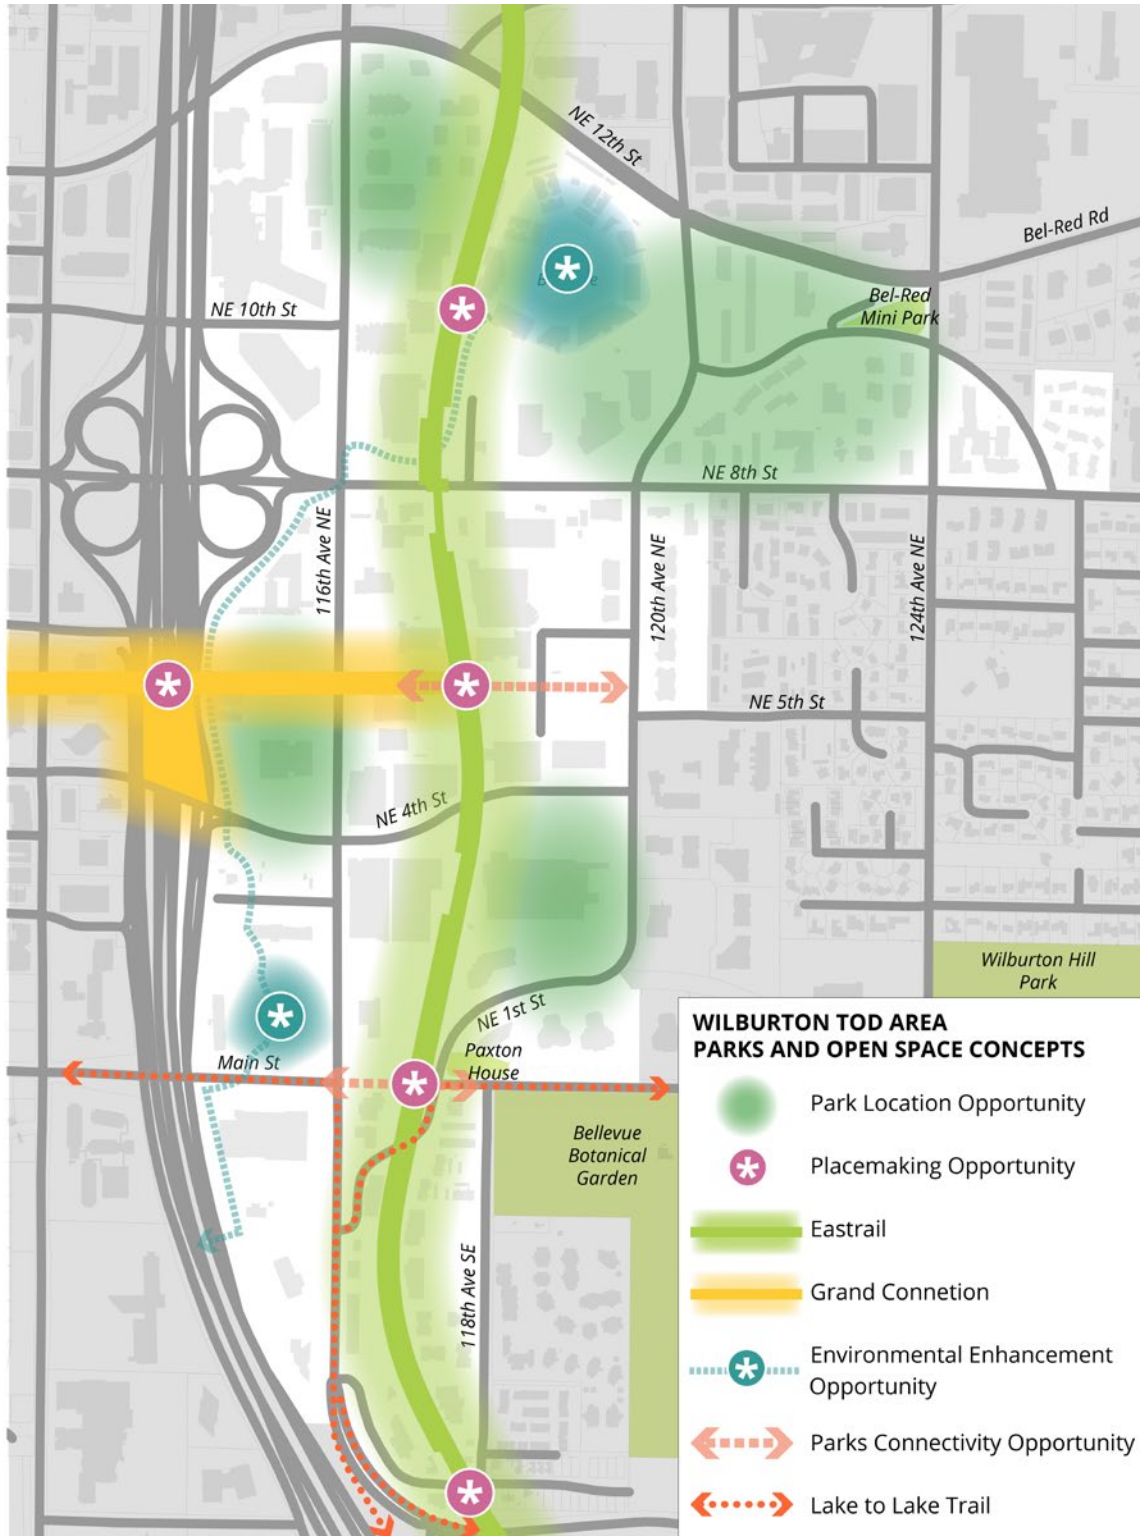 NE 12th St
Bel-Red Rd
Bel-Red
Mini Park
NE 10th St
NE 8th St
116th Ave NE
120th Ave NE
124th Ave NE
NE 5th St
NE 4th St
Wilburton Hill
Park
NE 1st St
Main St
Paxton
House
Bellevue
Botanical
Garden
118th Ave SE
WILBURTON TOD AREA
PARKS AND OPEN SPACE CONCEPTS
Park Location Opportunity
Placemaking Opportunity
Eastrail
Grand Connetion
Environmental Enhancement
Opportunity
Parks Connectivity Opportunity
Lake to Lake Trail